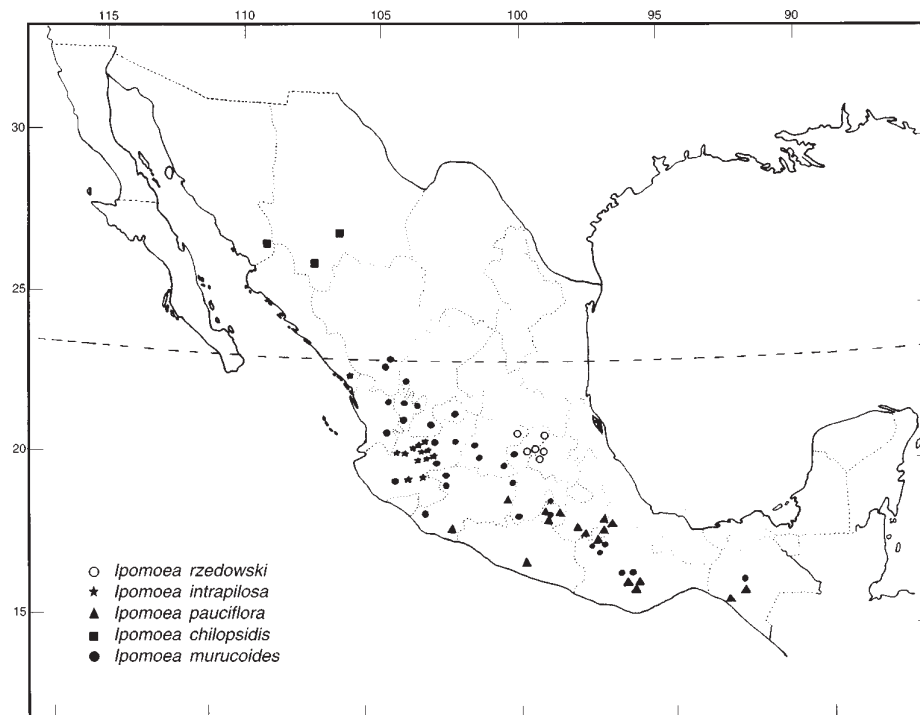 110 105 100 95 90
30
25
20
15
Ipomoea rzedowski
Ipomoea intrapilosa
Ipomoea pauciflora
Ipomoea chilopsidis
Ipomoea murucoides